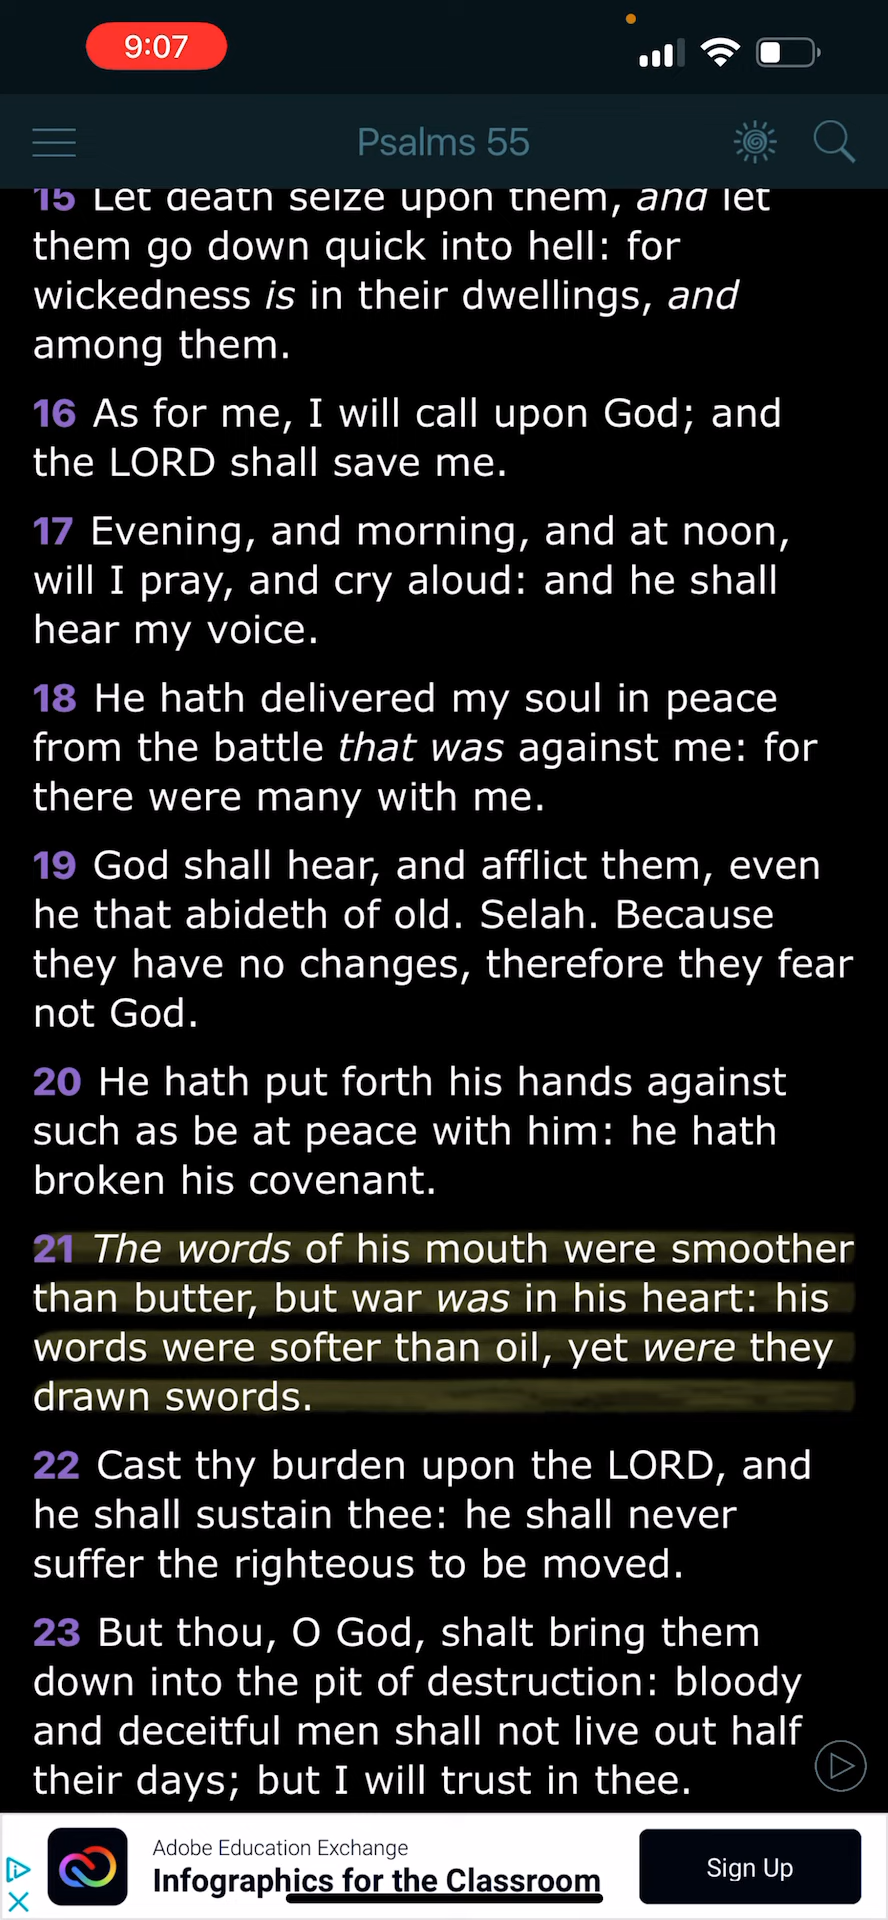 9:07
Psalms 55
15 Let death seize upon them, and let
them go down quick into hell: for
wickedness is in their dwellings, and
among them.
16 As for me, I will call upon God; and
the LORD shall save me.
17 Evening, and morning, and at noon,
will I pray, and cry aloud: and he shall
hear my voice.
18 He hath delivered my soul in peace
from the battle that was against me: for
there were many with me.
19 God shall hear, and afflict them, even
he that abideth of old. Selah. Because
they have no changes, therefore they fear
not God.
20 He hath put forth his hands against
such as be at peace with him: he hath
broken his covenant.
21 The words of his mouth were smoother
than butter, but war was in his heart: his
words were softer than oil, yet were they
drawn swords.
22 Cast thy burden upon the LORD, and
he shall sustain thee: he shall never
suffer the righteous to be moved.
23 But thou, O God, shalt bring them
down into the pit of destruction: bloody
and deceitful men shall not live out half
their days; but I will trust in thee.
Adobe Education Exchange
Infographics for the Classroom
Sign Up